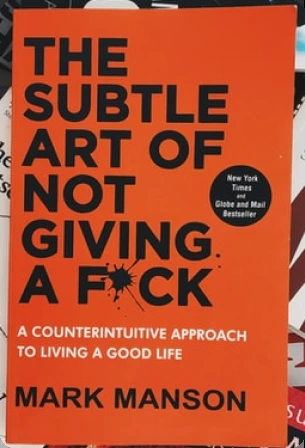 THE
SUBTLE
ART OF
NOT
GIVING
A F*CK
New York
Times
and
Globe and Mail
Bestseller
A COUNTERINTUITIVE APPROACH
TO LIVING A GOOD LIFE
MARK MANSON